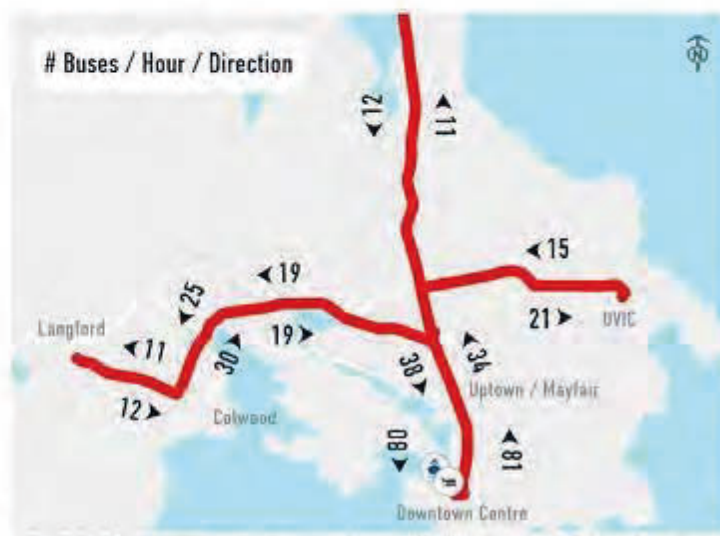 # Buses / Hour / Direction
N
12
11
15
19
25
Langford
11
19
21
UVIC
30
34
38
12
Uptown / Mayfair
Colwood
80
81
Downtown Centre